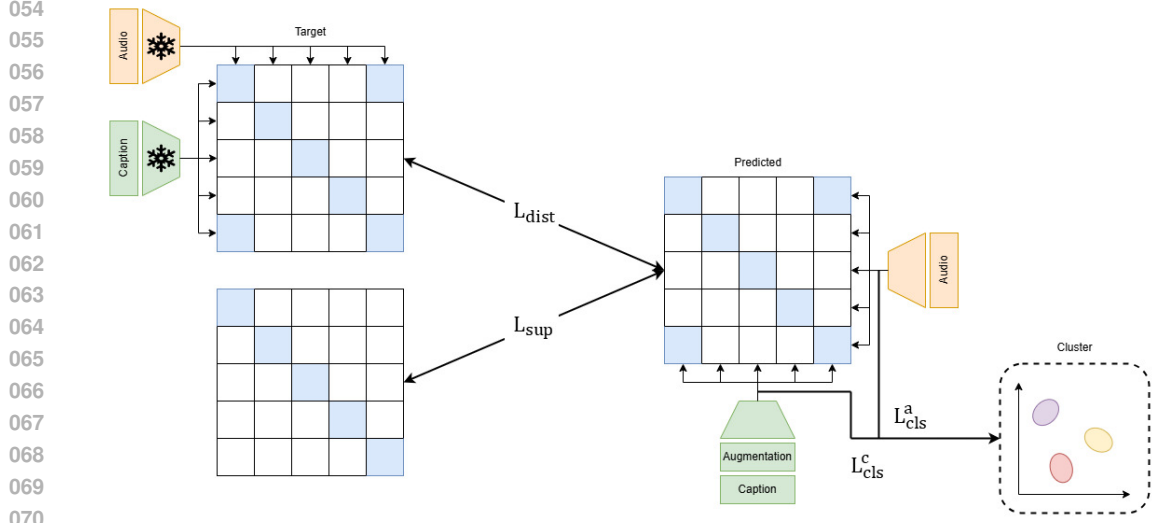 054
055
056
057
058
059
060
061
062
063
064
065
066
067
068
069
070
Audio
Target
Caption
L_dist
L_sup
Predicted
Audio
Augmentation
Caption
L^a_cls
L^c_cls
Cluster